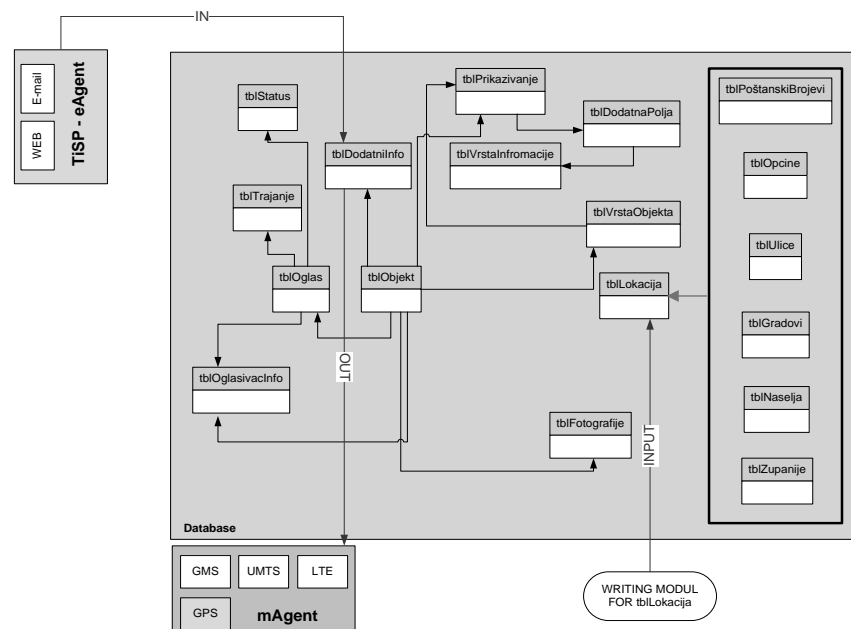 IN
E-mail
WEB
TiSP - eAgent
tblStatus
tblPrikazivanje
tblPoštanskiBrojevi
tblDodatnaPolja
tblDodatniInfo
tblVrstaInfromacije
tblOpcine
tblTrajanje
tblVrstaObjekta
tblUlice
tblOglas
tblObjekt
tblLokacija
tblGradovi
OUT
tblOglasivacInfo
tblNaselja
tblFotografije
INPUT
tblZupanije
Database
GMS
UMTS
LTE
GPS
mAgent
WRITING MODUL
FOR tblLokacija